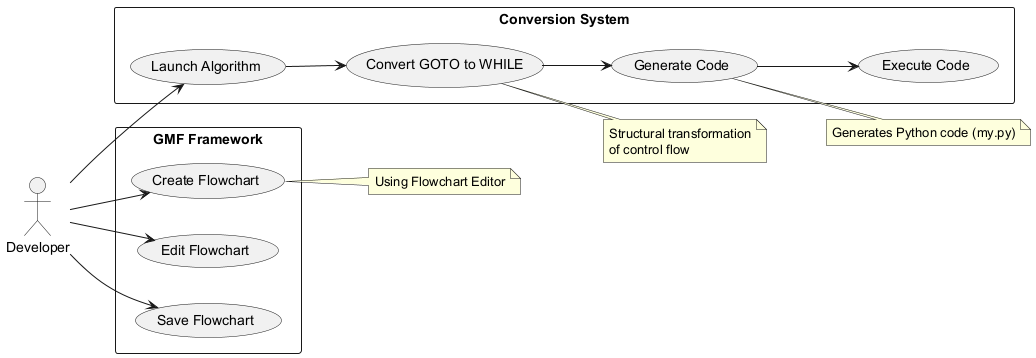 Conversion System
Launch Algorithm
Convert GOTO to WHILE
Generate Code
Execute Code
Structural transformation
of control flow
Generates Python code (my.py)
GMF Framework
Create Flowchart
Using Flowchart Editor
Edit Flowchart
Save Flowchart
Developer